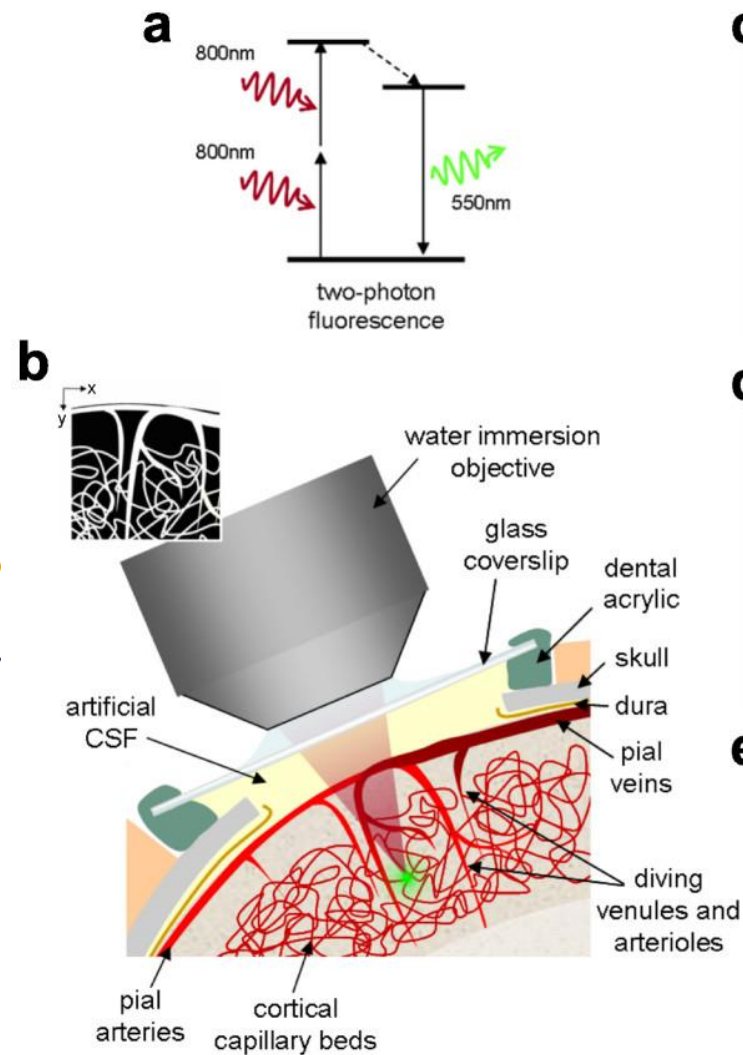 a
800nm
800nm
550nm
two-photon
fluorescence
b
x
y
water immersion
objective
glass
coverslip
dental
acrylic
skull
dura
pial
veins
artificial
CSF
diving
venules and
arterioles
pial
arteries
cortical
capillary beds
c
d
e